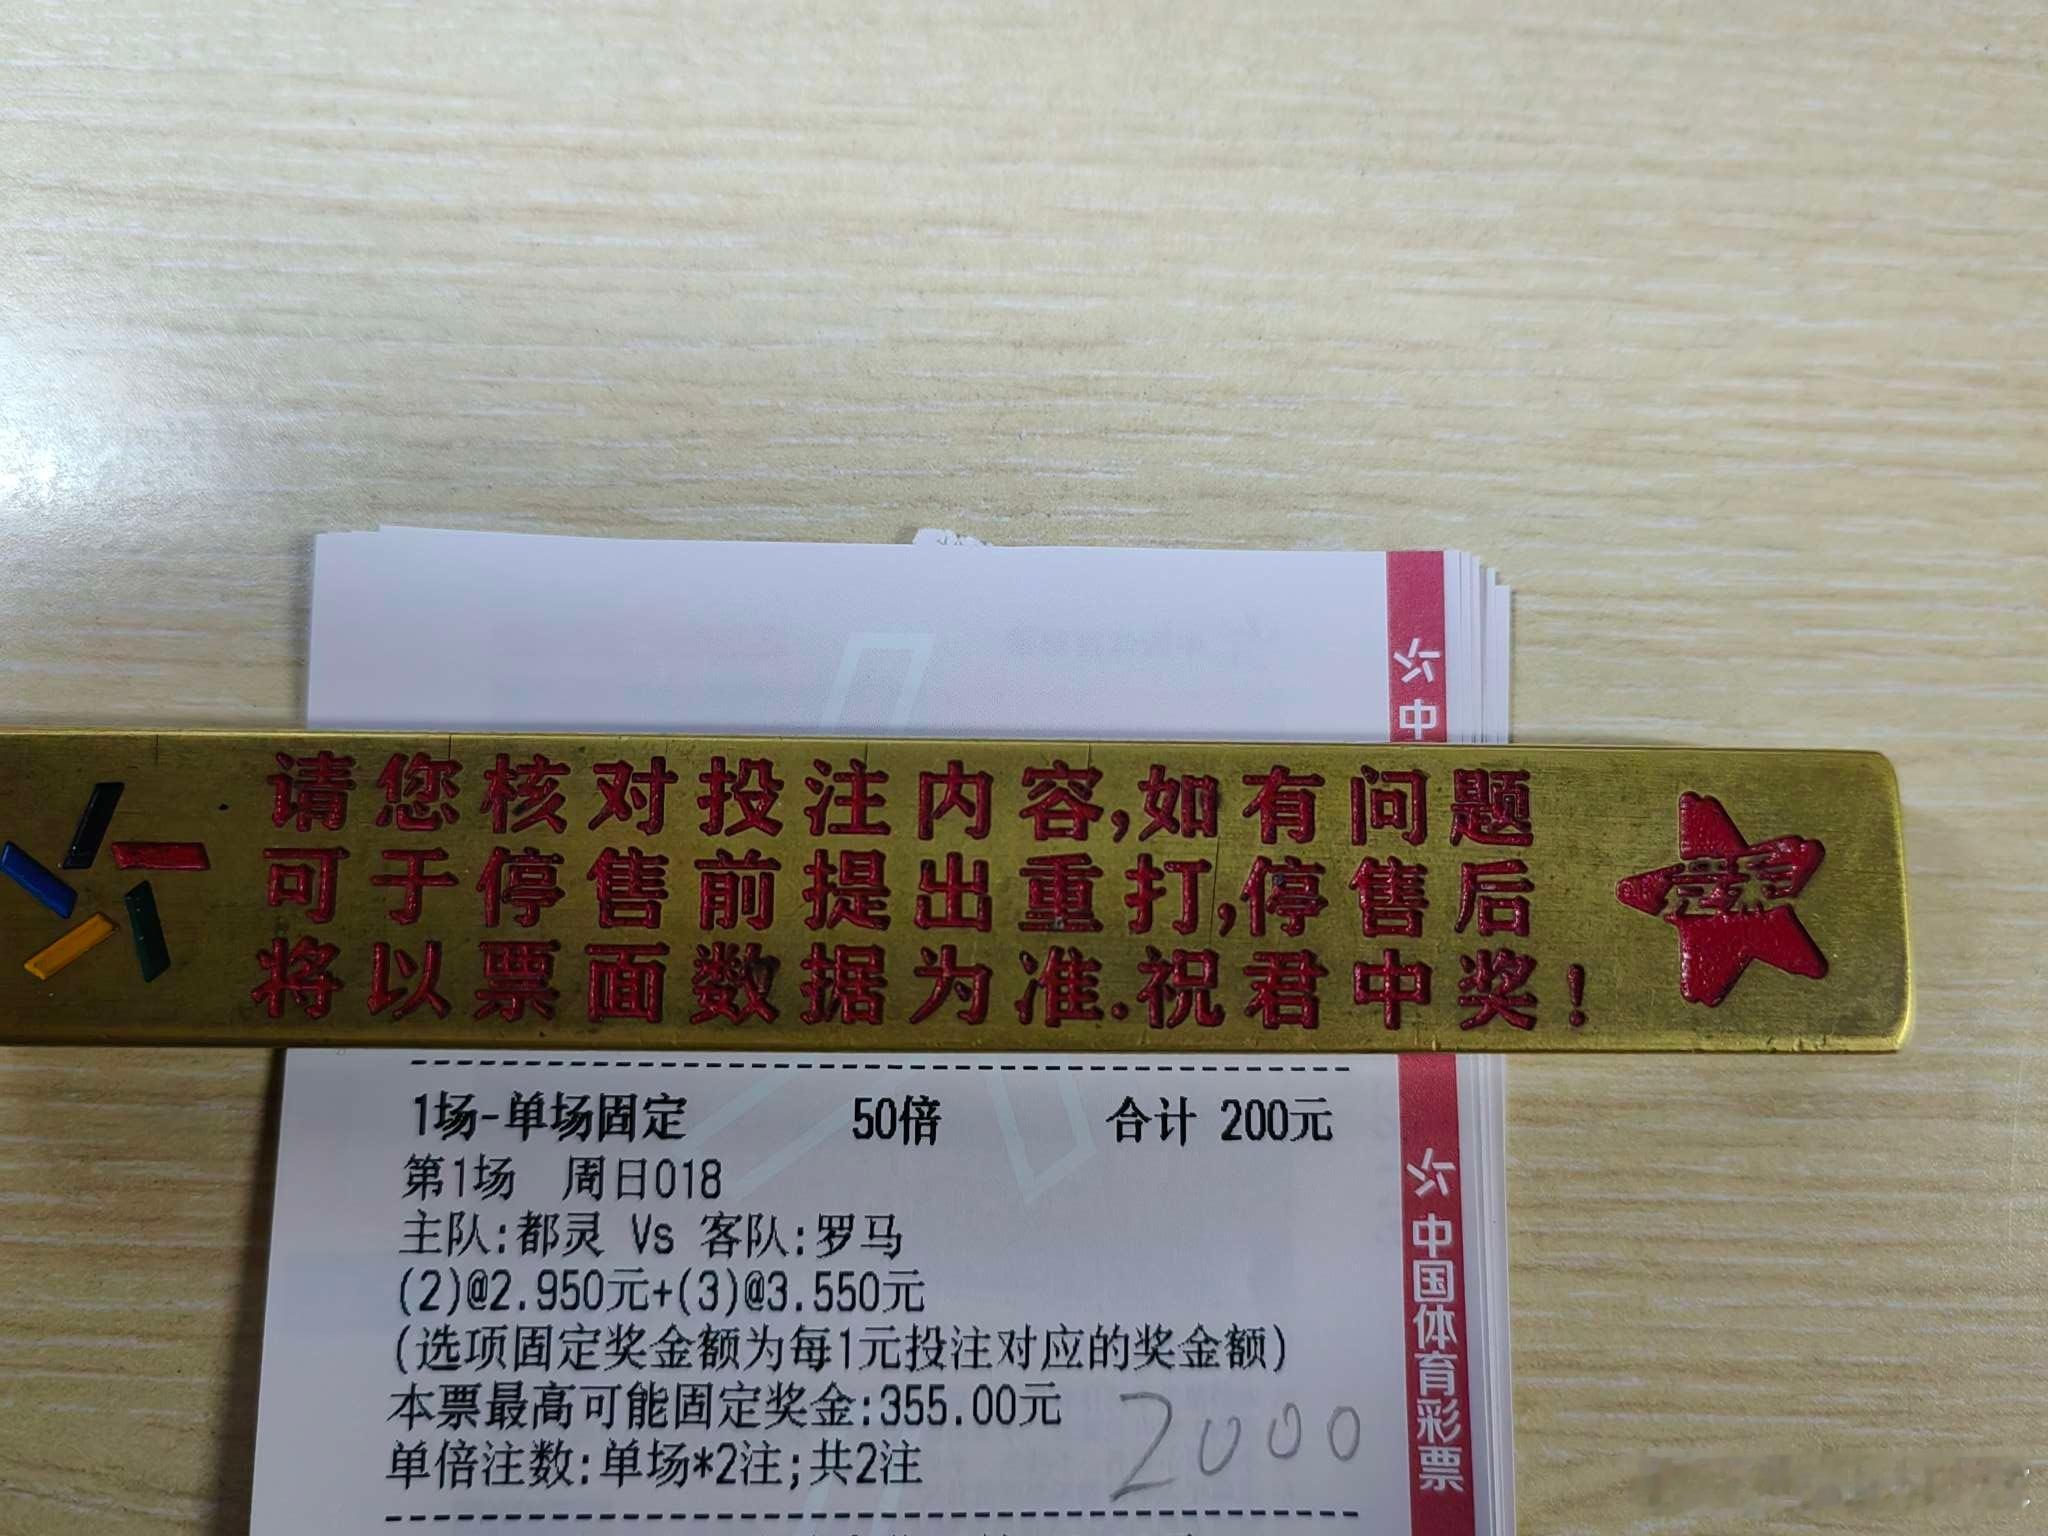 中
请您核对投注内容,如有问题
可于停售前提出重打,停售后
将以票面数据为准.祝君中奖!
1场-单场固定 50倍 合计 200元
第1场 周日018
主队:都灵 Vs 客队:罗马
(2)@2.950元+(3)@3.550元
(选项固定奖金额为每1元投注对应的奖金额)
本票最高可能固定奖金:355.00元
单倍注数:单场*2注;共2注
2000
中国体育彩票